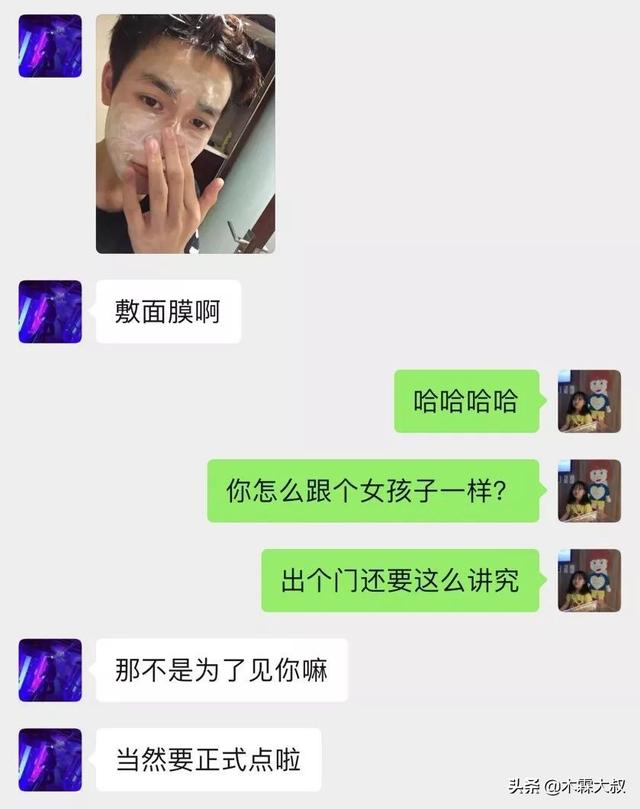 敷面膜啊
哈哈哈哈
你怎么跟个女孩子一样?
出个门还要这么讲究
那不是为了见你嘛
当然要正式点啦
头条 @木霖大叔